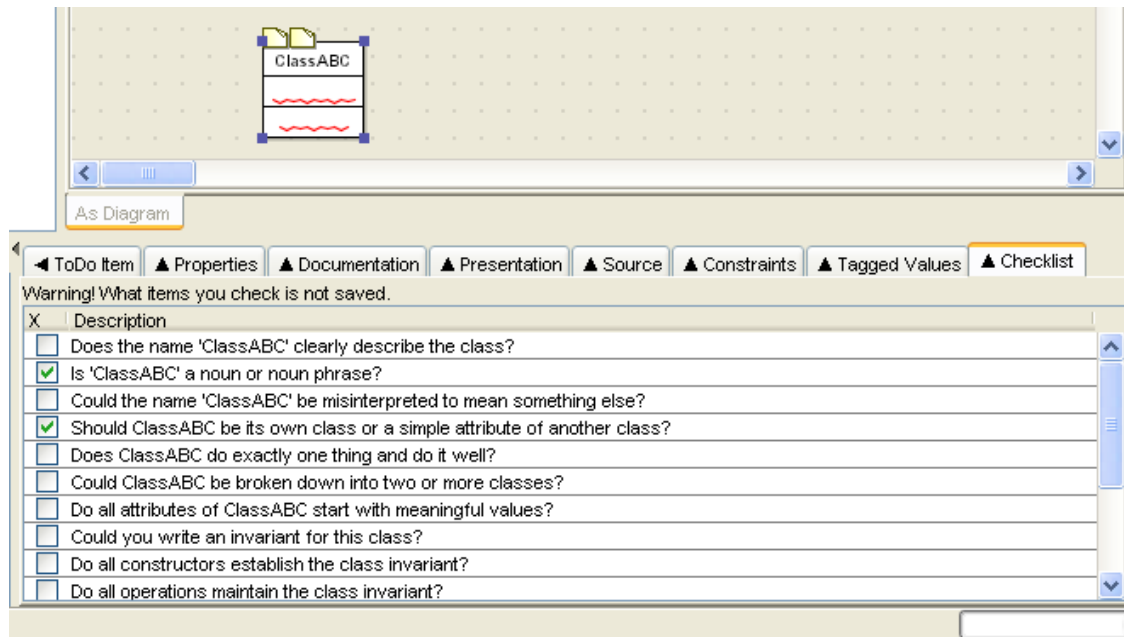 ClassABC
As Diagram
ToDo Item Properties Documentation Presentation Source Constraints Tagged Values Checklist
Warning! What items you check is not saved.
X Description
Does the name 'ClassABC' clearly describe the class?
Is 'ClassABC' a noun or noun phrase?
Could the name 'ClassABC' be misinterpreted to mean something else?
Should ClassABC be its own class or a simple attribute of another class?
Does ClassABC do exactly one thing and do it well?
Could ClassABC be broken down into two or more classes?
Do all attributes of ClassABC start with meaningful values?
Could you write an invariant for this class?
Do all constructors establish the class invariant?
Do all operations maintain the class invariant?